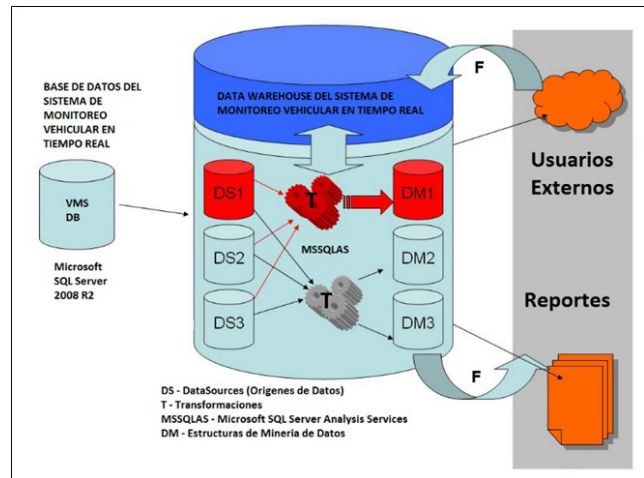 BASE DE DATOS DEL
SISTEMA DE
MONITOREO
VEHICULAR EN
TIEMPO REAL
VMS
DB
Microsoft
SQL Server
2008 R2
DATA WAREHOUSE DEL SISTEMA DE
MONITOREO VEHICULAR EN TIEMPO REAL
DS1
T
DM1
MSSQLAS
DS2
DM2
T
DS3
DM3
F
Usuarios
Externos
Reportes
F
DS - DataSources (Origenes de Datos)
T - Transformaciones
MSSQLAS - Microsoft SQL Server Analysis Services
DM - Estructuras de Mineria de Datos